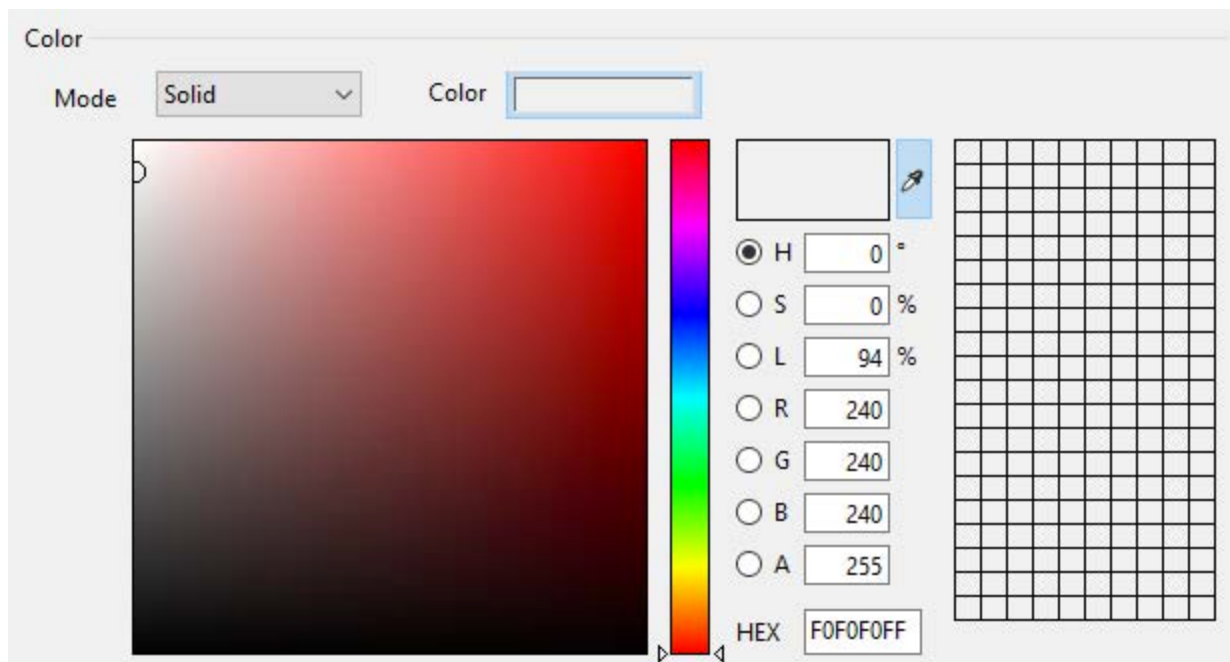 Color
Mode Solid Color
H 0 °
S 0 %
L 94 %
R 240
G 240
B 240
A 255
HEX F0F0F0FF